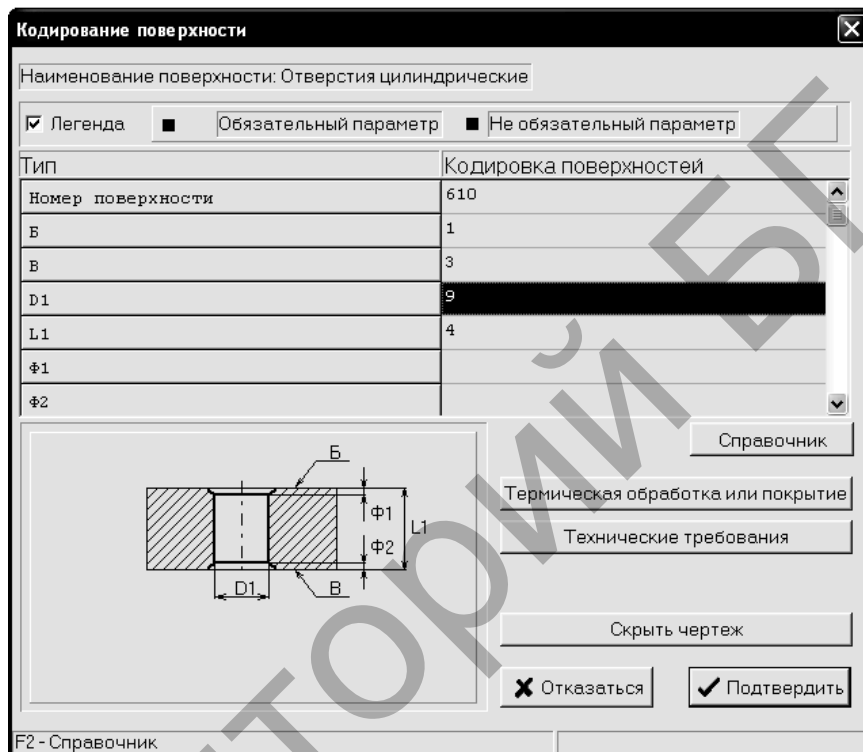 Кодирование поверхности
Наименование поверхности: Отверстия цилиндрические
Легенда Обязательный параметр Не обязательный параметр
Тип Кодировка поверхностей
Номер поверхности 610
Б 1
В 3
D1 9
L1 4
Ф1
Ф2
Б
Ф1
L1
Ф2
D1 В
Справочник
Термическая обработка или покрытие
Технические требования
Скрыть чертеж
Отказаться Подтвердить
F2 - Справочник